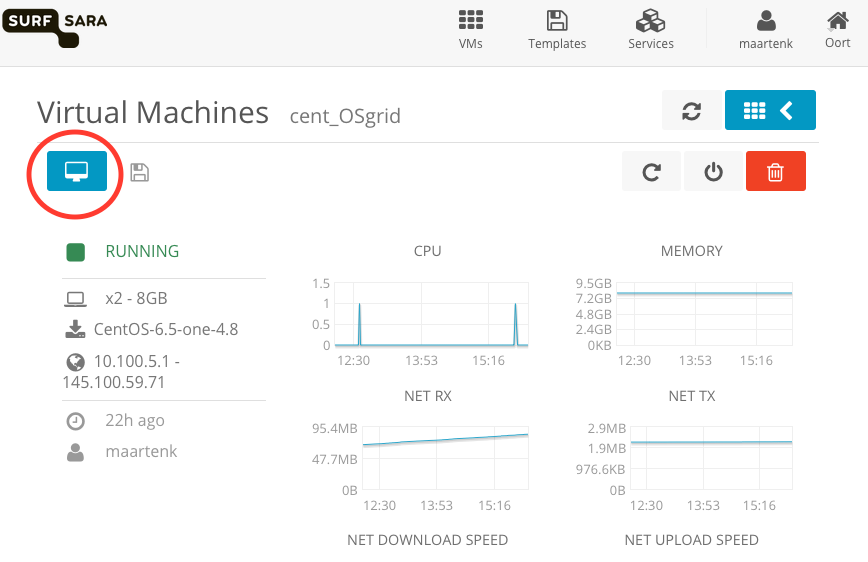 SURF SARA
VMs
Templates
Services
maartenk
Oort
Virtual Machines cent_OSgrid
RUNNING
x2 - 8GB
CentOS-6.5-one-4.8
10.100.5.1 -
145.100.59.71
22h ago
maartenk
CPU
1.5
1
0.5
0
12:30 13:53 15:16
MEMORY
9.5GB
7.2GB
4.8GB
2.4GB
0KB
12:30 13:53 15:16
NET RX
95.4MB
47.7MB
0B
12:30 13:53 15:16
NET TX
2.9MB
1.9MB
976.6KB
0B
12:30 13:53 15:16
NET DOWNLOAD SPEED
NET UPLOAD SPEED